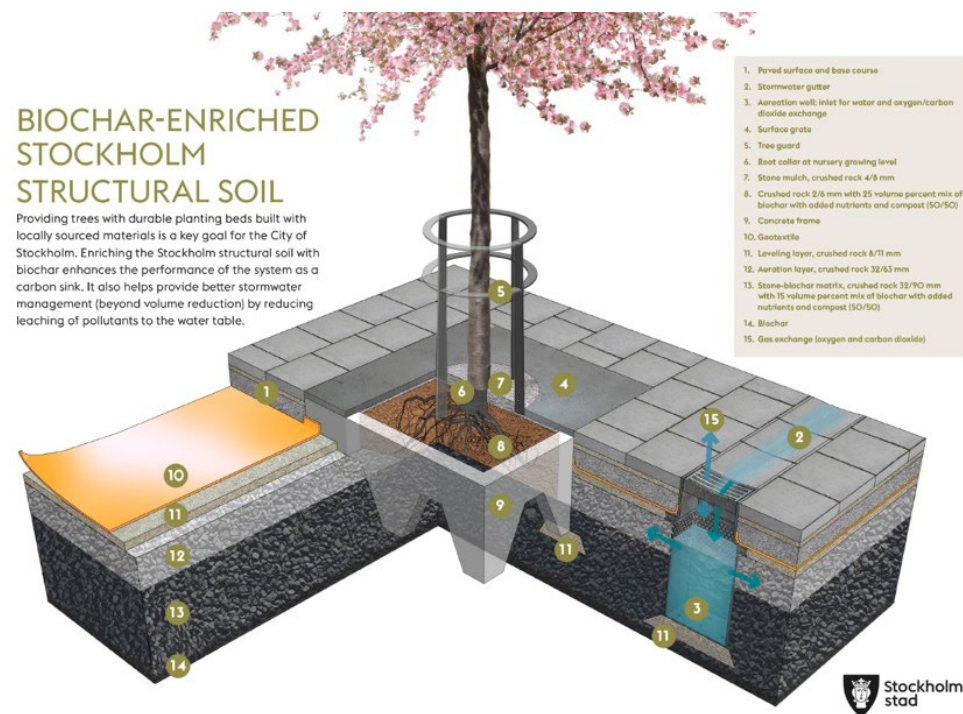 BIOCHAR-ENRICHED
STOCKHOLM
STRUCTURAL SOIL
Providing trees with durable planting beds built with
locally sourced materials is a key goal for the City of
Stockholm. Enriching the Stockholm structural soil with
biochar enhances the performance of the system as a
carbon sink. It also helps provide better stormwater
management (beyond volume reduction) by reducing
leaching of pollutants to the water table.
1. Paved surface and base course
2. Stormwater gutter
3. Aereation well: inlet for water and oxygen/carbon
dioxide exchange
4. Surface grate
5. Tree guard
6. Root collar at nursery growing level
7. Stone mulch, crushed rock 4/8 mm
8. Crushed rock 2/6 mm with 25 volume percent mix of
biochar with added nutrients and compost (50/50)
9. Concrete frame
10. Geotextile
11. Leveling layer, crushed rock 8/11 mm
12. Aeration layer, crushed rock 32/63 mm
13. Stone-biochar matrix, crushed rock 32/90 mm
with 15 volume percent mix of biochar with added
nutrients and compost (50/50)
14. Biochar
15. Gas exchange (oxygen and carbon dioxide)
5
1
6
7
4
15
2
8
10
11
9
12
11
13
3
11
14
Stockholm
stad